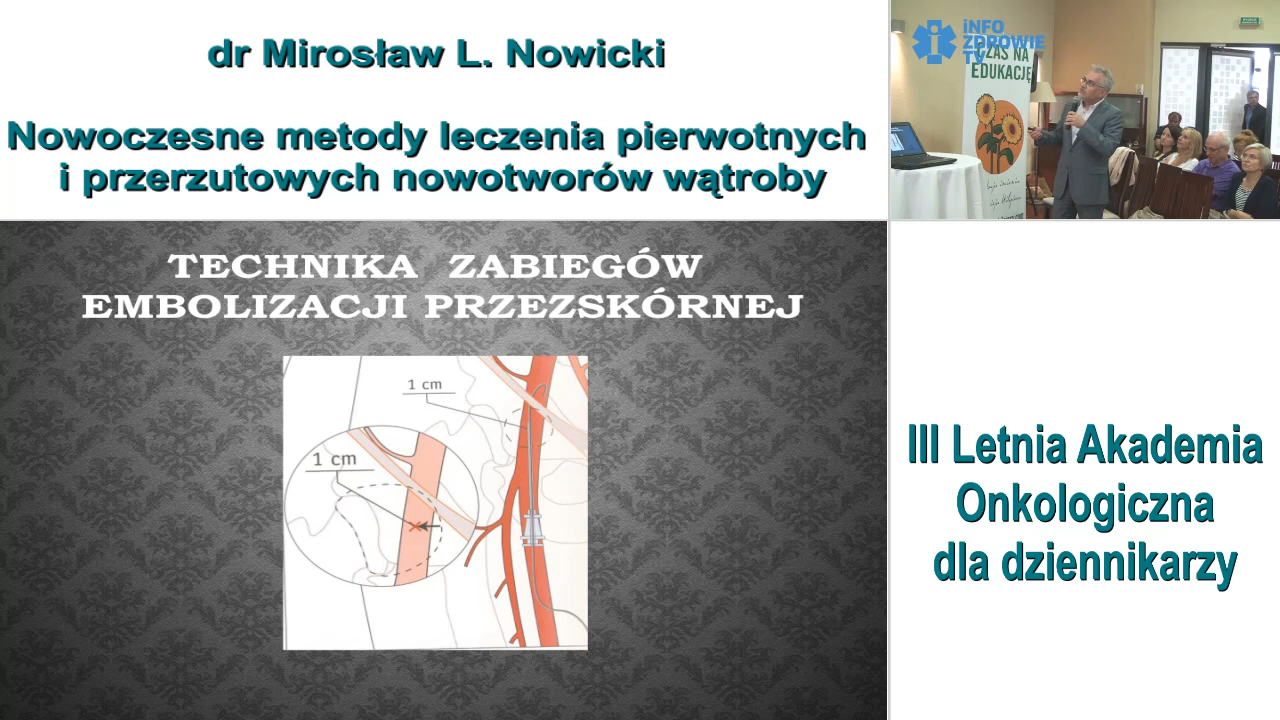 dr Mirosław L. Nowicki
Nowoczesne metody leczenia pierwotnych
i przerzutowych nowotworów wątroby
iNFO
ZDROWIE
TV
CZAS NA
EDUKACJĘ
TECHNIKA ZABIEGÓW
EMBOLIZACJI PRZEZSKÓRNEJ
1 cm
1 cm
III Letnia Akademia
Onkologiczna
dla dziennikarzy